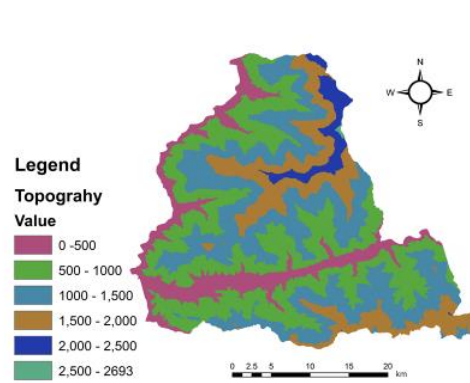 N
W E
S
Legend
Topograhy
Value
0 -500
500 - 1000
1000 - 1,500
1,500 - 2,000
2,000 - 2,500
2,500 - 2693
0 2.5 5 10 15 20
km